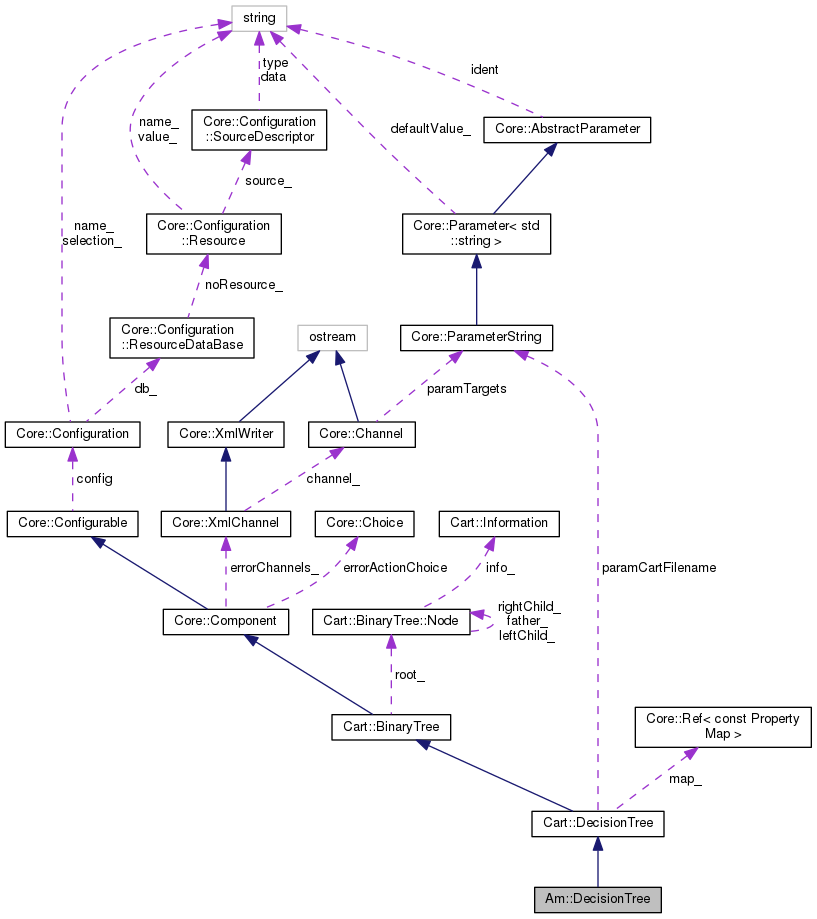 string
ident
type
data
Core::Configuration
::SourceDescriptor
name_
value_
defaultValue_
Core::AbstractParameter
source_
name_
selection_
Core::Configuration
::Resource
Core::Parameter< std
::string >
noResource_
Core::Configuration
::ResourceDataBase
ostream
Core::ParameterString
db_
paramTargets
Core::Configuration
Core::XmlWriter
Core::Channel
config
channel_
Core::Configurable
Core::XmlChannel
Core::Choice
Cart::Information
errorChannels_
errorActionChoice
info_
paramCartFilename
Core::Component
Cart::BinaryTree::Node
rightChild_
father_
leftChild_
root_
Cart::BinaryTree
Core::Ref< const Property
Map >
map_
Cart::DecisionTree
Am::DecisionTree